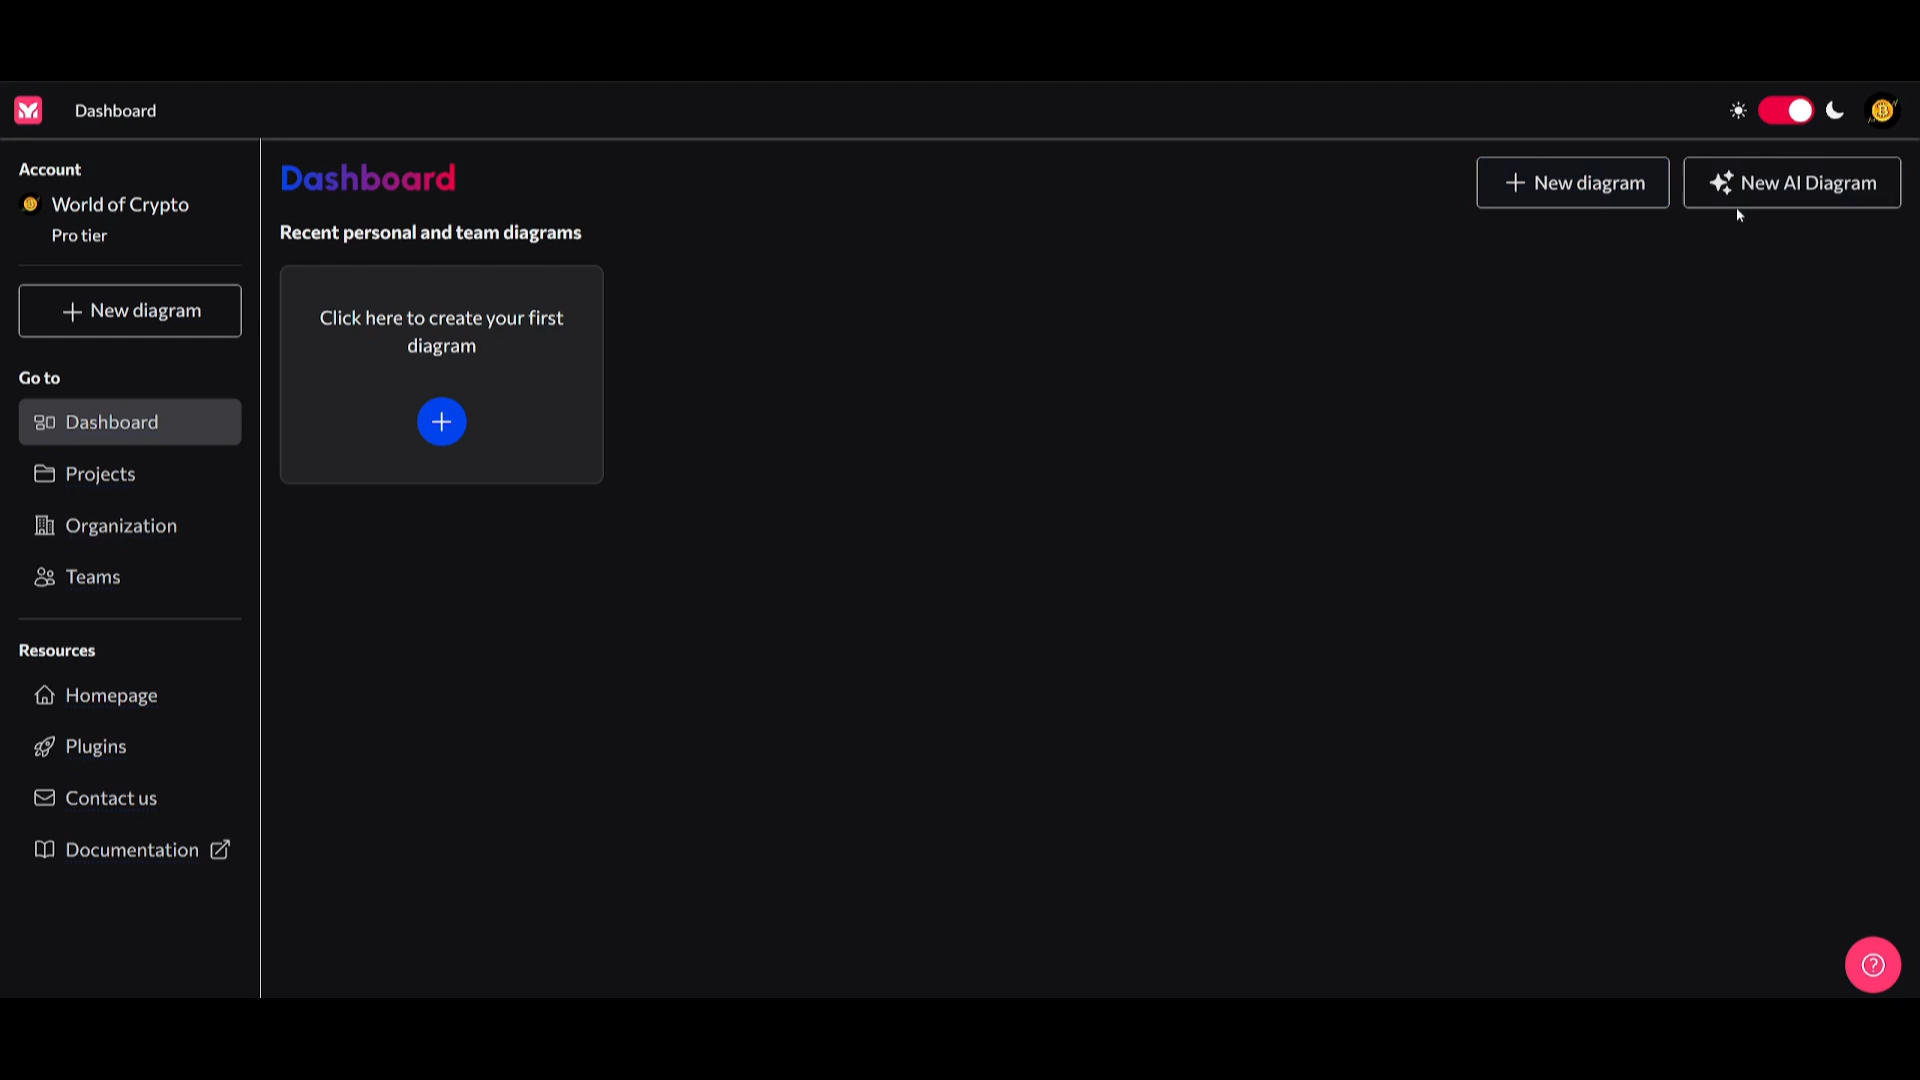 Dashboard
Account
World of Crypto
Pro tier
New diagram
Go to
Dashboard
Projects
Organization
Teams
Resources
Homepage
Plugins
Contact us
Documentation
Dashboard
New diagram
New AI Diagram
Recent personal and team diagrams
Click here to create your first
diagram